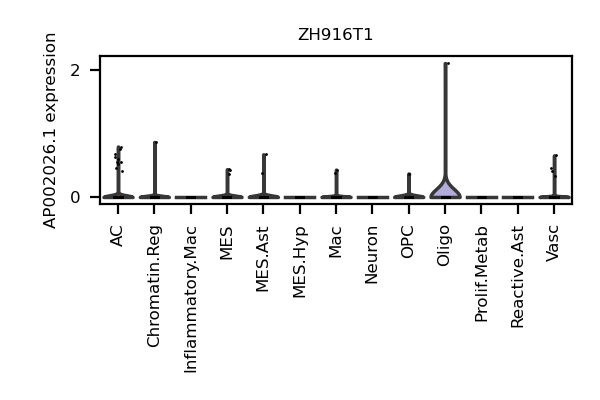 ZH916T1
AP002026.1 expression
2
0
AC
Chromatin.Reg
Inflammatory.Mac
MES
MES.Ast
MES.Hyp
Mac
Neuron
OPC
Oligo
Prolif.Metab
Reactive.Ast
Vasc